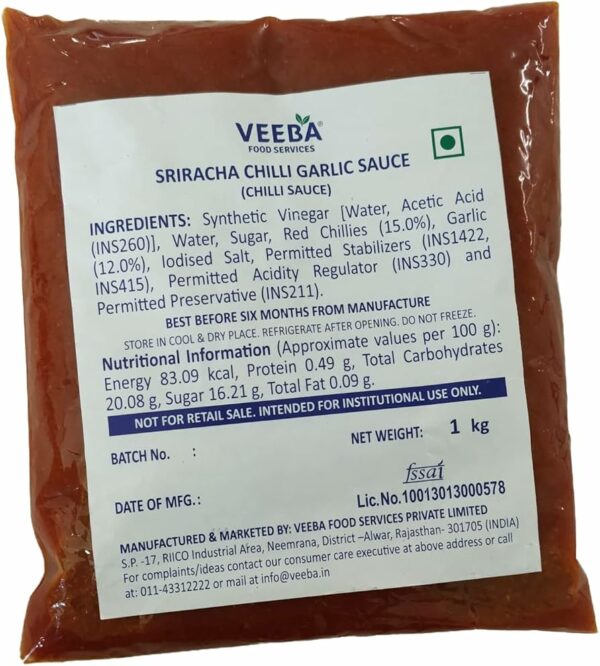 VEEBA®
FOOD SERVICES
SRIRACHA CHILLI GARLIC SAUCE
(CHILLI SAUCE)
INGREDIENTS: Synthetic Vinegar [Water, Acetic Acid
(INS260)], Water, Sugar, Red Chillies (15.0%), Garlic
(12.0%), Iodised Salt, Permitted Stabilizers (INS1422,
INS415), Permitted Acidity Regulator (INS330) and
Permitted Preservative (INS211).
BEST BEFORE SIX MONTHS FROM MANUFACTURE
STORE IN COOL & DRY PLACE. REFRIGERATE AFTER OPENING. DO NOT FREEZE.
Nutritional Information (Approximate values per 100 g):
Energy 83.09 kcal, Protein 0.49 g, Total Carbohydrates
20.08 g, Sugar 16.21 g, Total Fat 0.09 g.
NOT FOR RETAIL SALE. INTENDED FOR INSTITUTIONAL USE ONLY.
BATCH No. :
NET WEIGHT: 1 kg
fssai
DATE OF MFG.:
Lic.No.10013013000578
MANUFACTURED & MARKETED BY: VEEBA FOOD SERVICES PRIVATE LIMITED
S.P. -17, RIICO Industrial Area, Neemrana, District –Alwar, Rajasthan- 301705 (INDIA)
For complaints/ideas contact our consumer care executive at above address or call
at: 011-43312222 or mail at info@veeba.in